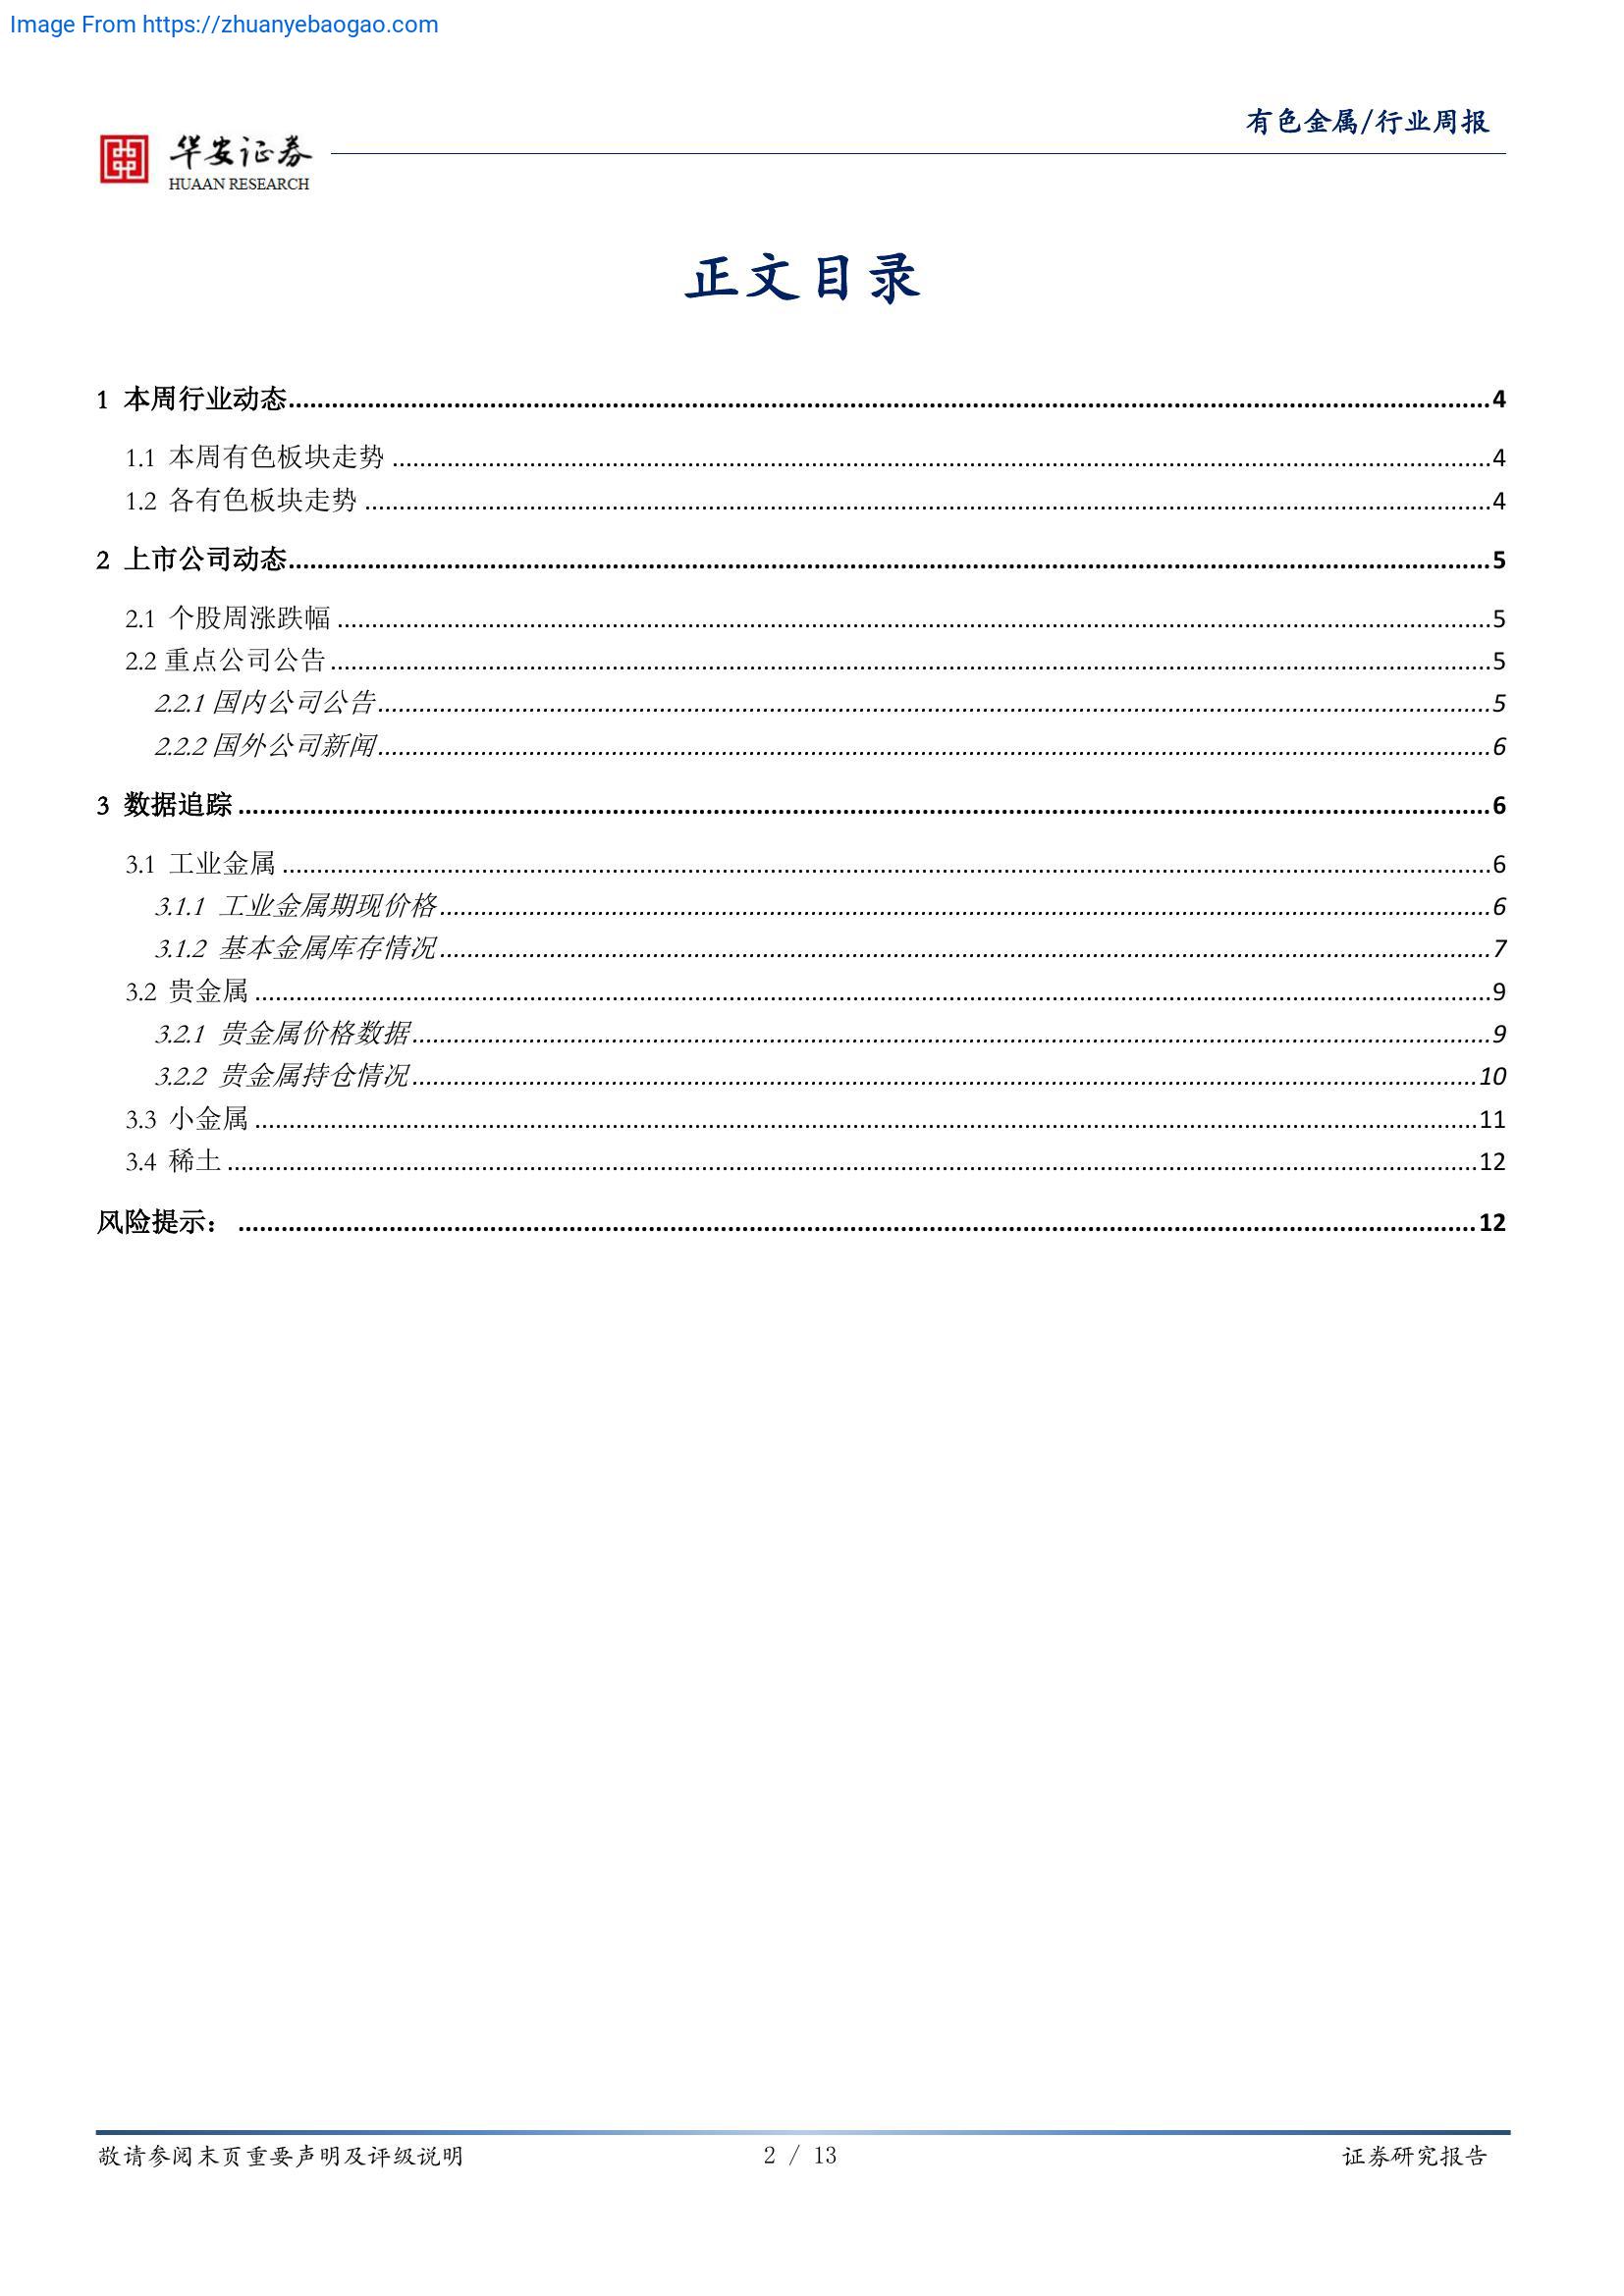 Image From https://zhuanyebaogao.com
有色金属/行业周报
华安证券
HUAAN RESEARCH
正文目录
1 本周行业动态 4
1.1 本周有色板块走势 4
1.2 各有色板块走势 4
2 上市公司动态 5
2.1 个股周涨跌幅 5
2.2 重点公司公告 5
2.2.1 国内公司公告 5
2.2.2 国外公司新闻 6
3 数据追踪 6
3.1 工业金属 6
3.1.1 工业金属期现价格 6
3.1.2 基本金属库存情况 7
3.2 贵金属 9
3.2.1 贵金属价格数据 9
3.2.2 贵金属持仓情况 10
3.3 小金属 11
3.4 稀土 12
风险提示： 12
敬请参阅末页重要声明及评级说明 2 / 13 证券研究报告